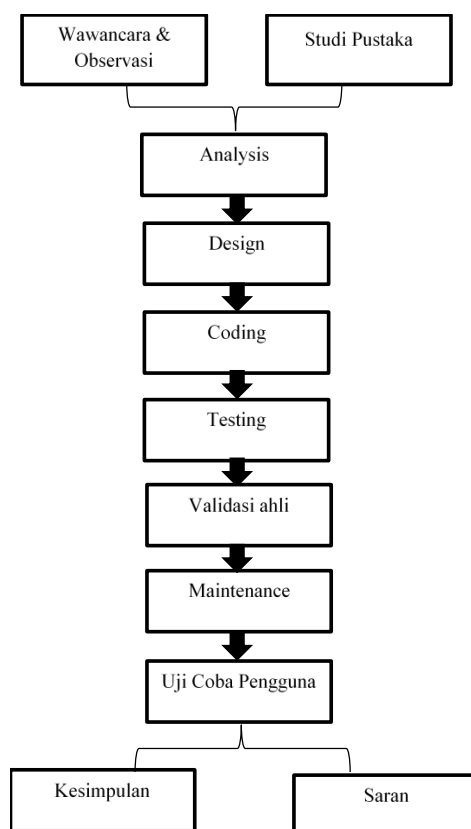 Wawancara &
Observasi
Studi Pustaka
Analysis
Design
Coding
Testing
Validasi ahli
Maintenance
Uji Coba Pengguna
Kesimpulan
Saran